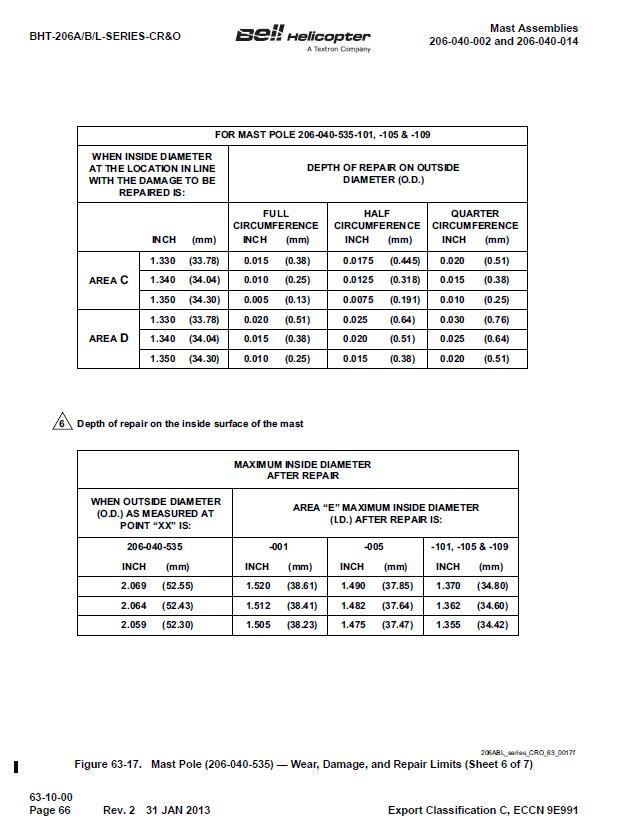 BHT-206A/B/L-SERIES-CR&O
Bell Helicopter
A Textron Company
Mast Assemblies
206-040-002 and 206-040-014
FOR MAST POLE 206-040-535-101, -105 & -109
WHEN INSIDE DIAMETER
AT THE LOCATION IN LINE
WITH THE DAMAGE TO BE
REPAIRED IS:
DEPTH OF REPAIR ON OUTSIDE
DIAMETER (O.D.)
FULL CIRCUMFERENCE HALF CIRCUMFERENCE QUARTER CIRCUMFERENCE
INCH (mm) INCH (mm) INCH (mm) INCH (mm)
AREA C
1.330 (33.78) 0.015 (0.38) 0.0175 (0.445) 0.020 (0.51)
1.340 (34.04) 0.010 (0.25) 0.0125 (0.318) 0.015 (0.38)
1.350 (34.30) 0.005 (0.13) 0.0075 (0.191) 0.010 (0.25)
AREA D
1.330 (33.78) 0.020 (0.51) 0.025 (0.64) 0.030 (0.76)
1.340 (34.04) 0.015 (0.38) 0.020 (0.51) 0.025 (0.64)
1.350 (34.30) 0.010 (0.25) 0.015 (0.38) 0.020 (0.51)
6 Depth of repair on the inside surface of the mast
MAXIMUM INSIDE DIAMETER
AFTER REPAIR
WHEN OUTSIDE DIAMETER
(O.D.) AS MEASURED AT
POINT “XX” IS:
AREA “E” MAXIMUM INSIDE DIAMETER
(I.D.) AFTER REPAIR IS:
206-040-535 -001 -005 -101, -105 & -109
INCH (mm) INCH (mm) INCH (mm) INCH (mm)
2.069 (52.55) 1.520 (38.61) 1.490 (37.85) 1.370 (34.80)
2.064 (52.43) 1.512 (38.41) 1.482 (37.64) 1.362 (34.60)
2.059 (52.30) 1.505 (38.23) 1.475 (37.47) 1.355 (34.42)
206ABL_series_CRO_63_0017f
Figure 63-17. Mast Pole (206-040-535) — Wear, Damage, and Repair Limits (Sheet 6 of 7)
63-10-00
Page 66 Rev. 2 31 JAN 2013 Export Classification C, ECCN 9E991